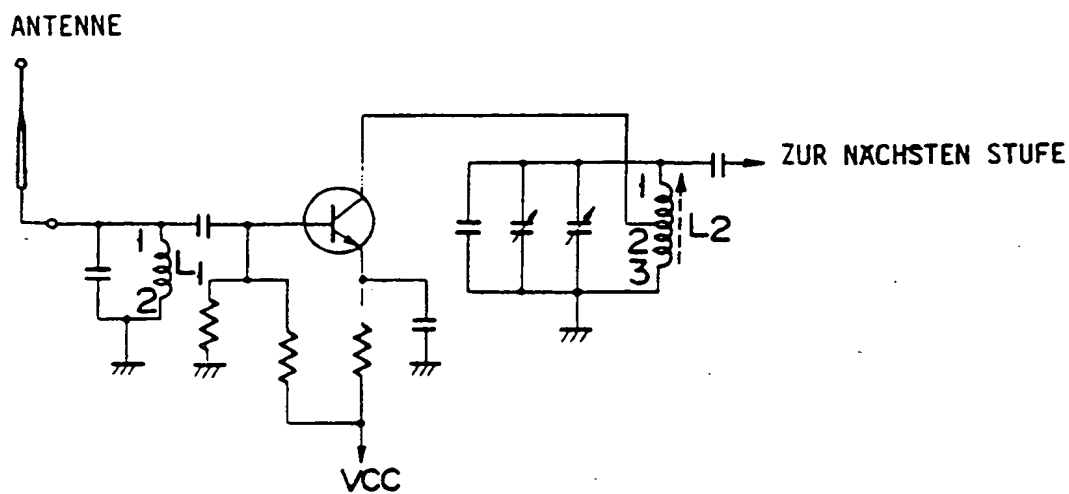 ANTENNE
ZUR NÄCHSTEN STUFE
1
L1
2
1
2
3
L2
VCC